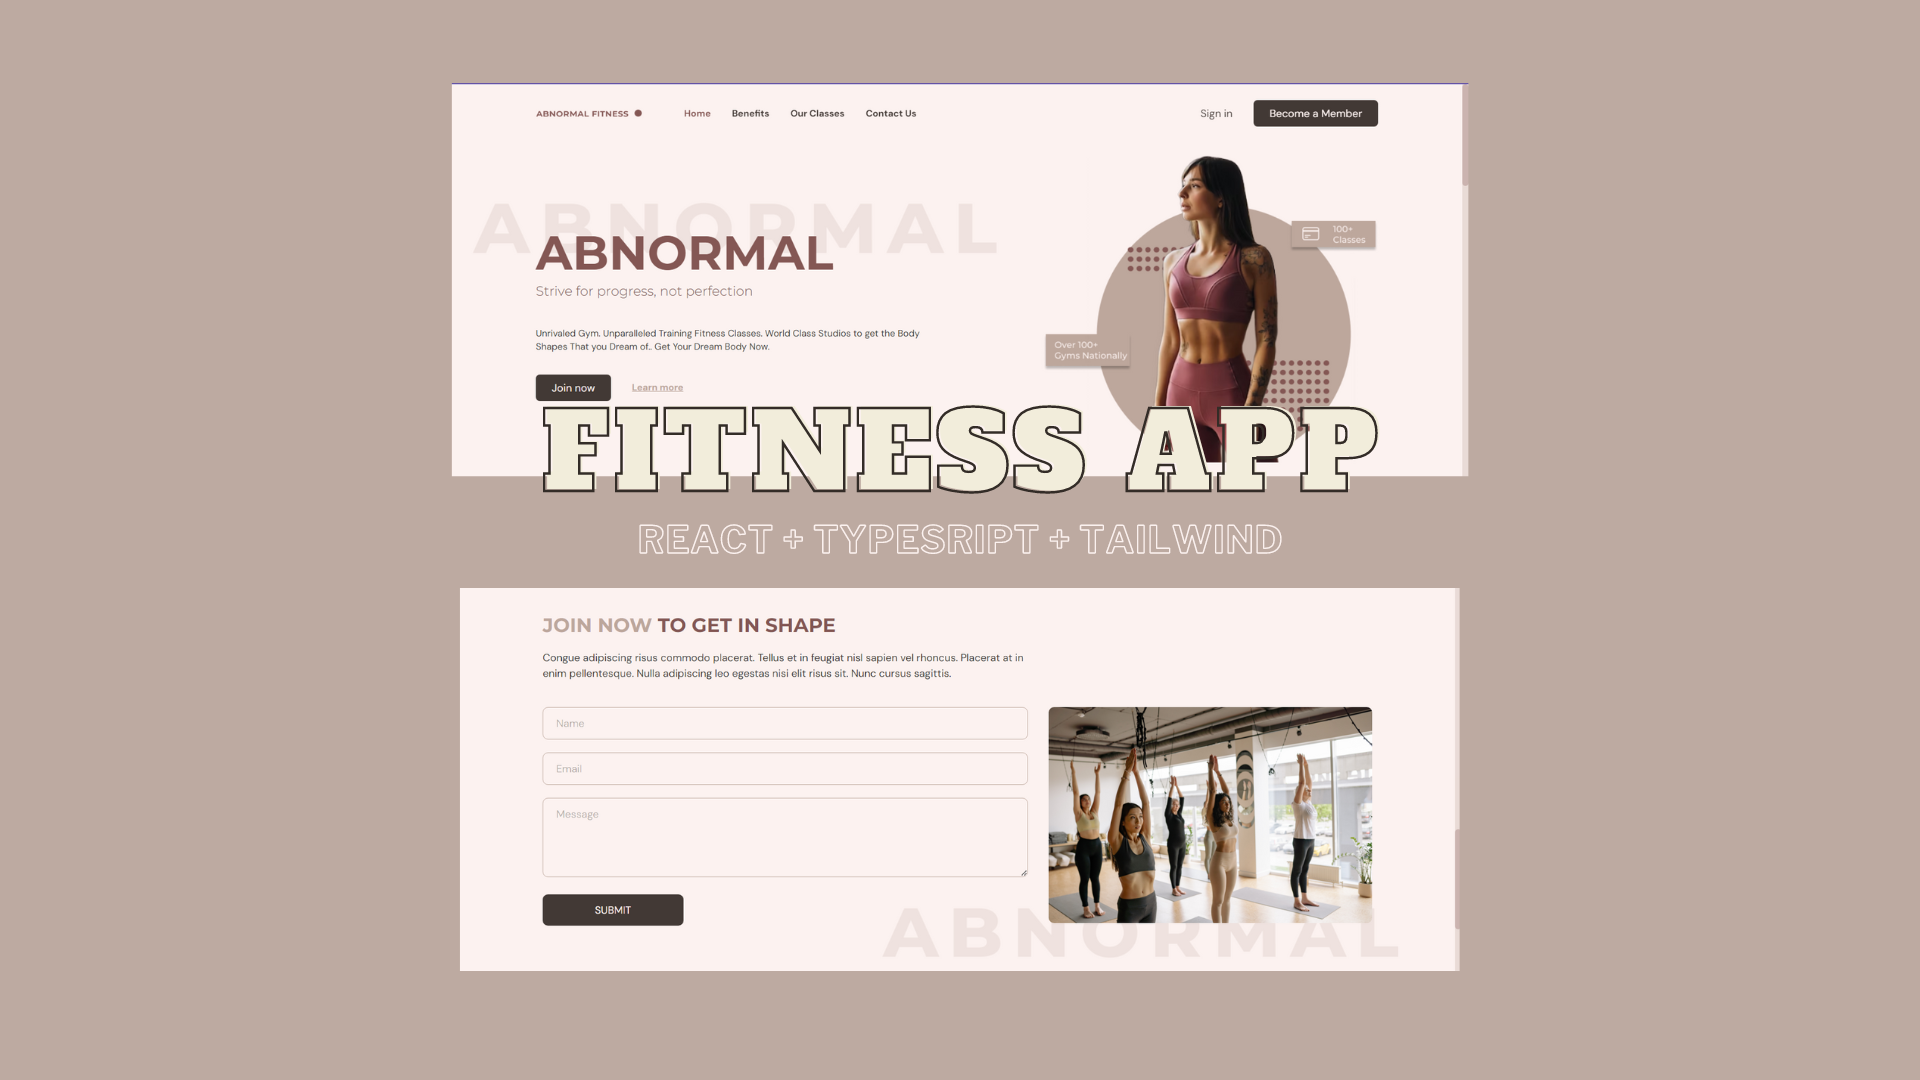 ABNORMAL FITNESS
Home Benefits Our Classes Contact Us
Sign in Become a Member
ABNORMAL
ABNORMAL
Strive for progress, not perfection
Unrivaled Gym. Unparalleled Training Fitness Classes. World Class Studios to get the Body
Shapes That you Dream of.. Get Your Dream Body Now.
Join now Learn more
100+
Classes
Over 100+
Gyms Nationally
FITNESS APP
REACT + TYPESRIPT + TAILWIND
JOIN NOW TO GET IN SHAPE
Congue adipiscing risus commodo placerat. Tellus et in feugiat nisl sapien vel rhoncus. Placerat at in
enim pellentesque. Nulla adipiscing leo egestas nisi elit risus sit. Nunc cursus sagittis.
Name
Email
Message
SUBMIT
ABNORMAL